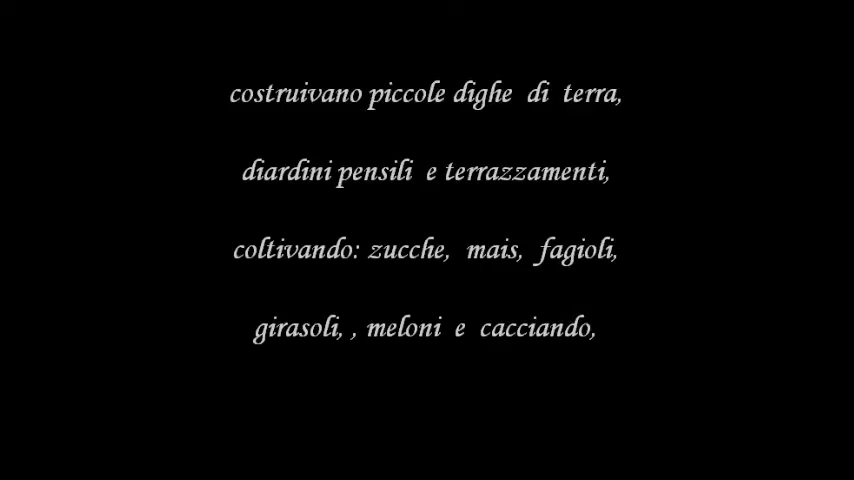 costruivano piccole dighe di terra,
diardini pensili e terrazzamenti,
coltivando: zucche, mais, fagioli,
girasoli, , meloni e cacciando,